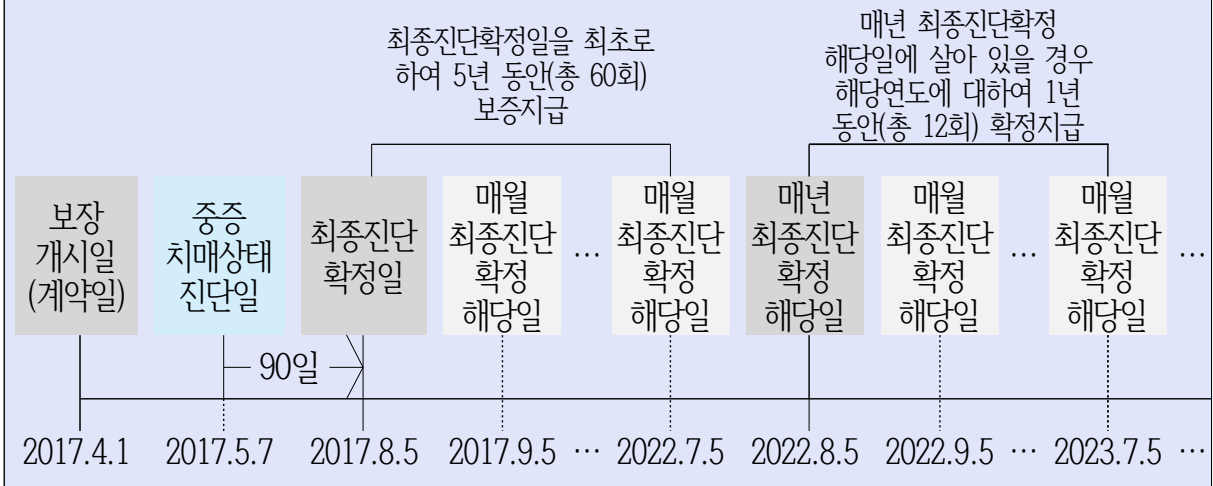 최종진단확정일을 최초로
하여 5년 동안(총 60회)
보증지급
매년 최종진단확정
해당일에 살아 있을 경우
해당연도에 대하여 1년
동안(총 12회) 확정지급
보장
개시일
(계약일)
중증
치매상태
진단일
최종진단
확정일
매월
최종진단
확정
해당일
…
매월
최종진단
확정
해당일
매년
최종진단
확정
해당일
매월
최종진단
확정
해당일
…
매월
최종진단
확정
해당일
…
90일
2017.4.1 2017.5.7 2017.8.5 2017.9.5 … 2022.7.5 2022.8.5 2022.9.5 … 2023.7.5 …